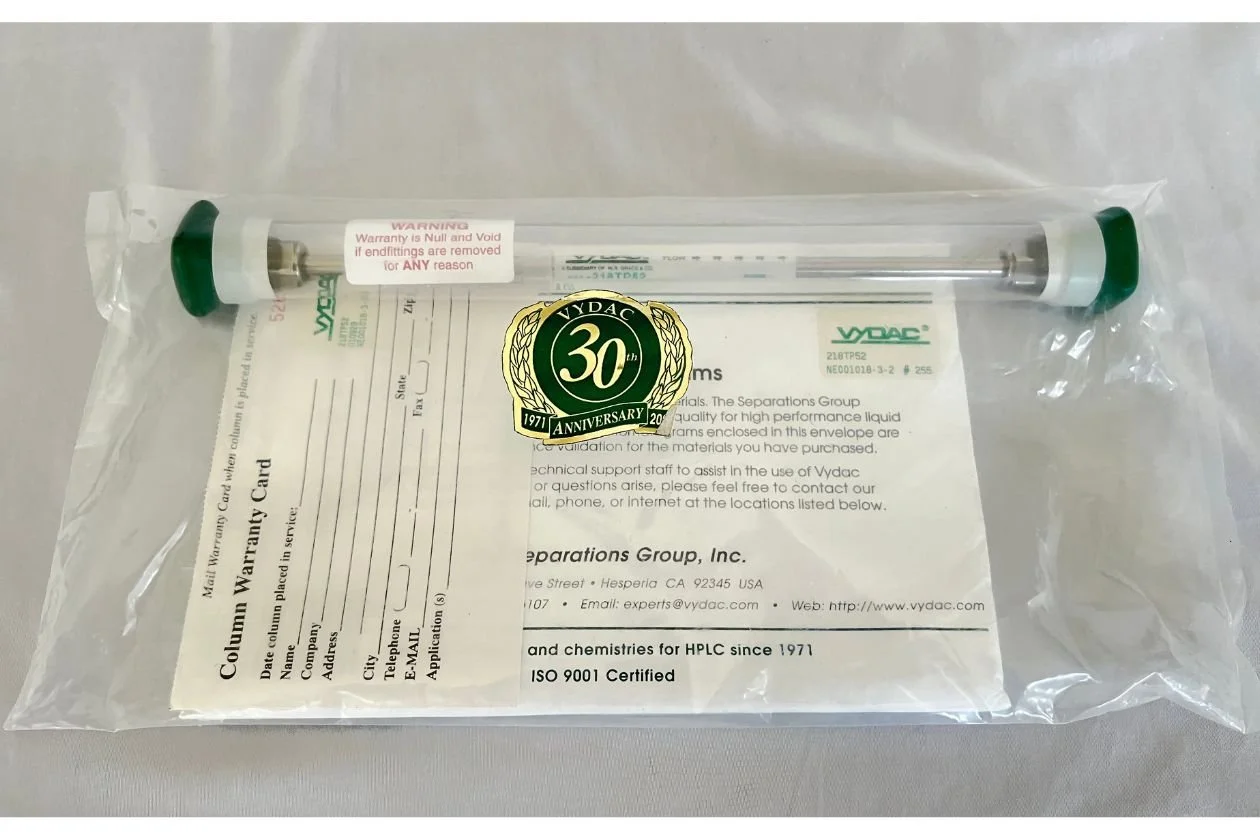 WARNING
Warranty is Null and Void
if endfittings are removed
for ANY reason
FLOW
VYDAC
30th
1971 ANNIVERSARY
VYDAC
218TP52
NE001018-3-2 # 255
Mail Warranty Card when column is placed in service
Column Warranty Card
Date column placed in service:
Name
Company
Address
City
State
Zip
Telephone ( )
Fax ( )
E-MAIL
Application (s)
VYDAC
218TP52
The Separations Group
quality for high performance liquid
enclosed in this envelope are
validation for the materials you have purchased.
technical support staff to assist in the use of Vydac
or questions arise, please feel free to contact our
phone, or internet at the locations listed below.
Separations Group, Inc.
Street • Hesperia CA 92345 USA
107 • Email: experts@vydac.com • Web: http://www.vydac.com
and chemistries for HPLC since 1971
ISO 9001 Certified